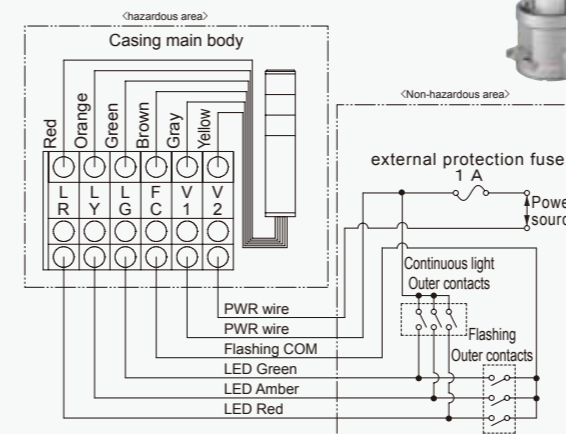 〈hazardous area〉
Casing main body
Red
Orange
Green
Brown
Gray
Yellow
L R
L Y
L G
F C
V 1
V 2
〈Non-hazardous area〉
external protection fuse
1 A
Continuous light
Outer contacts
Flashing
Outer contacts
PWR wire
PWR wire
Flashing COM
LED Green
LED Amber
LED Red